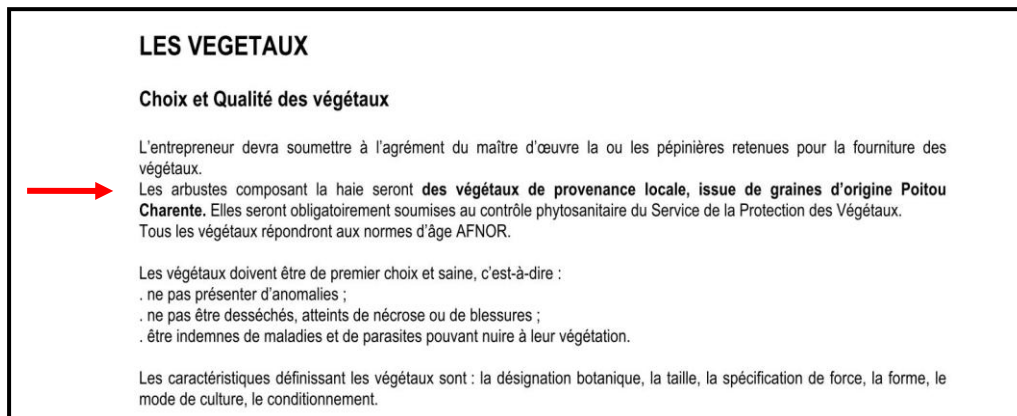 LES VEGETAUX
Choix et Qualité des végétaux
L'entrepreneur devra soumettre à l'agrément du maître d'œuvre la ou les pépinières retenues pour la fourniture des
végétaux.
Les arbustes composant la haie seront des végétaux de provenance locale, issue de graines d'origine Poitou
Charente. Elles seront obligatoirement soumises au contrôle phytosanitaire du Service de la Protection des Végétaux.
Tous les végétaux répondront aux normes d'âge AFNOR.
Les végétaux doivent être de premier choix et saine, c'est-à-dire :
. ne pas présenter d'anomalies ;
. ne pas être desséchés, atteints de nécrose ou de blessures ;
. être indemnes de maladies et de parasites pouvant nuire à leur végétation.
Les caractéristiques définissant les végétaux sont : la désignation botanique, la taille, la spécification de force, la forme, le
mode de culture, le conditionnement.